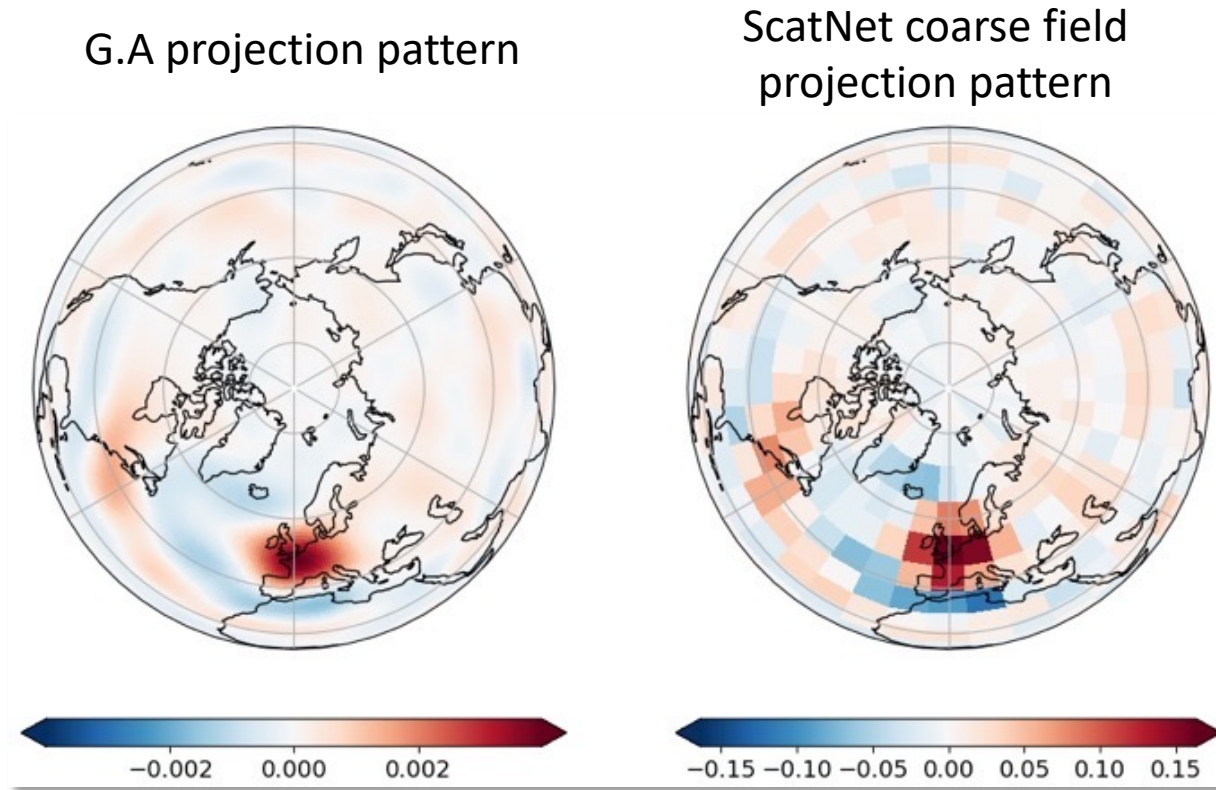 G.A projection pattern
ScatNet coarse field
projection pattern
−0.002 0.000 0.002
−0.15 −0.10 −0.05 0.00 0.05 0.10 0.15